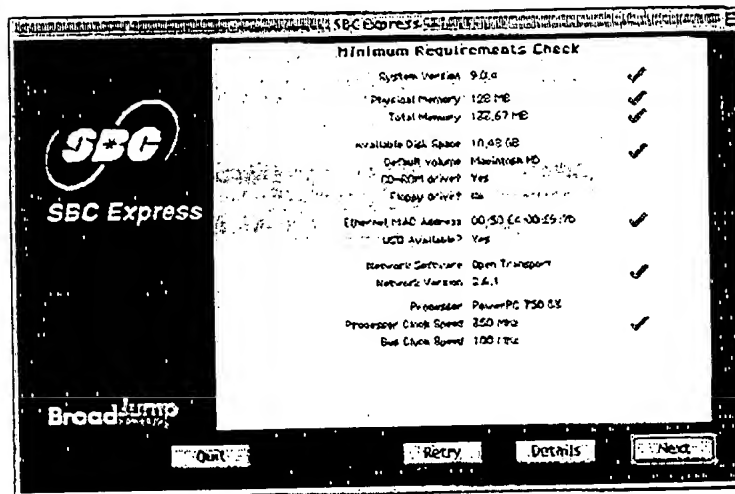 SBC Express
Minimum Requirements Check
System Version 9.0.4
Physical Memory 128 MB
Total Memory MB
Available Disk Space 10.48 GB
Default volume Macintosh HD
CD-ROM drive? Yes
Floppy drive?
Ethernet MAC Address
USB Available? Yes
Network Software Open Transport
Network Version 2.6.1
Processor PowerPC 750 G3
Processor Clock Speed 350 MHz
Bus Clock Speed 100 MHz
SBC
SBC Express
BroadJump
Quit
Retry
Details
Next